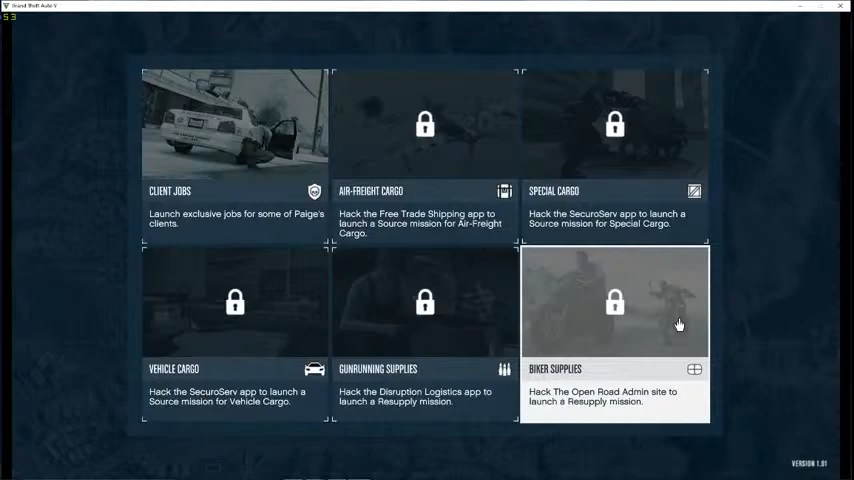 Grand Theft Auto V
53
CLIENT JOBS
Launch exclusive jobs for some of Paige's
clients.
AIR-FREIGHT CARGO
Hack the Free Trade Shipping app to
launch a Source mission for Air-Freight
Cargo.
SPECIAL CARGO
Hack the SecuroServ app to launch a
Source mission for Special Cargo.
VEHICLE CARGO
Hack the SecuroServ app to launch a
Source mission for Vehicle Cargo.
GUNRUNNING SUPPLIES
Hack the Disruption Logistics app to
launch a Resupply mission.
BIKER SUPPLIES
Hack The Open Road Admin site to
launch a Resupply mission.
VERSION 1.01